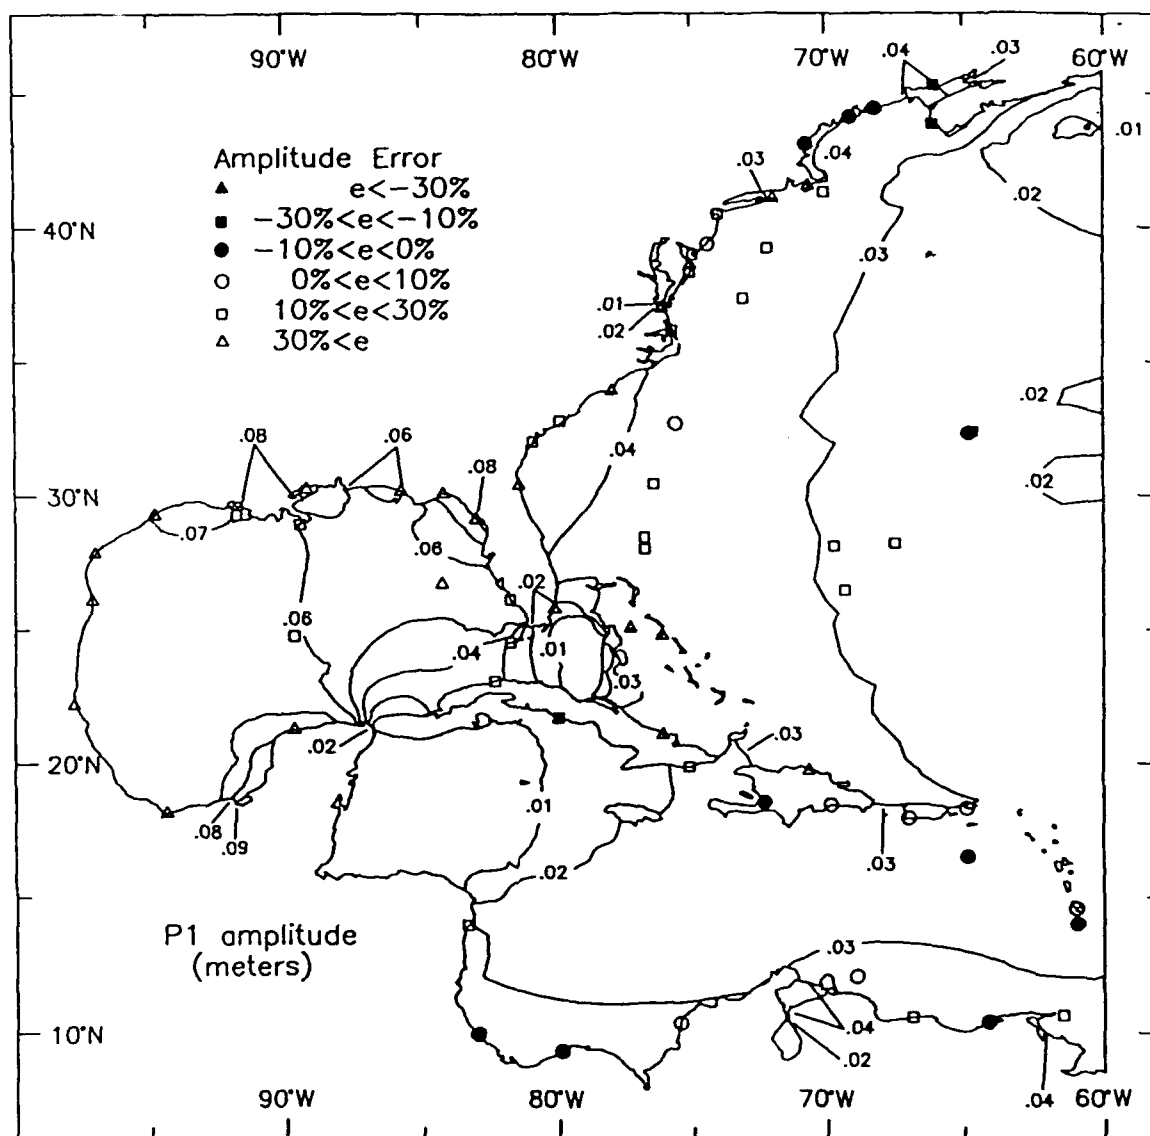 90°W
80°W
70°W
60°W
.04
.03
.01
Amplitude Error
e<-30%
-30%<e<-10%
-10%<e<0%
0%<e<10%
10%<e<30%
30%<e
.03
.04
.02
40°N
.03
.01
.02
.02
.08
.06
.04
.08
30°N
.02
.07
.06
.02
.06
.04
.01
.03
.02
.03
20°N
.01
.08
.09
.03
.02
P1 amplitude
(meters)
.03
.04
10°N
.02
90°W
80°W
70°W
60°W
.04